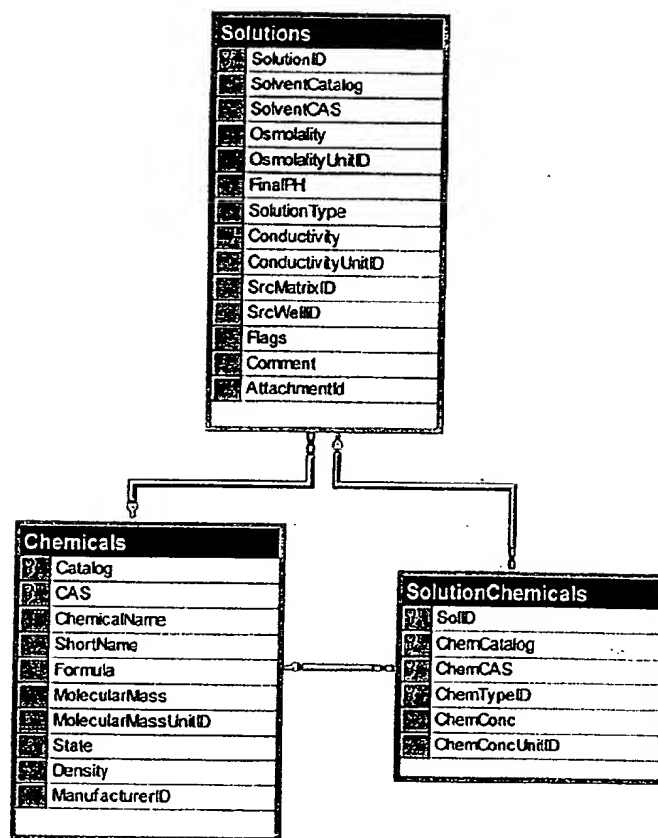 Solutions
SolutionID
SolventCatalog
SolventCAS
Osmolality
OsmolalityUnitID
FinalPH
SolutionType
Conductivity
ConductivityUnitID
SrcMatrixID
SrcWellID
Flags
Comment
AttachmentId
Chemicals
Catalog
CAS
ChemicalName
ShortName
Formula
MolecularMass
MolecularMassUnitID
State
Density
ManufacturerID
SolutionChemicals
SolID
ChemCatalog
ChemCAS
ChemTypeID
ChemConc
ChemConcUnitID